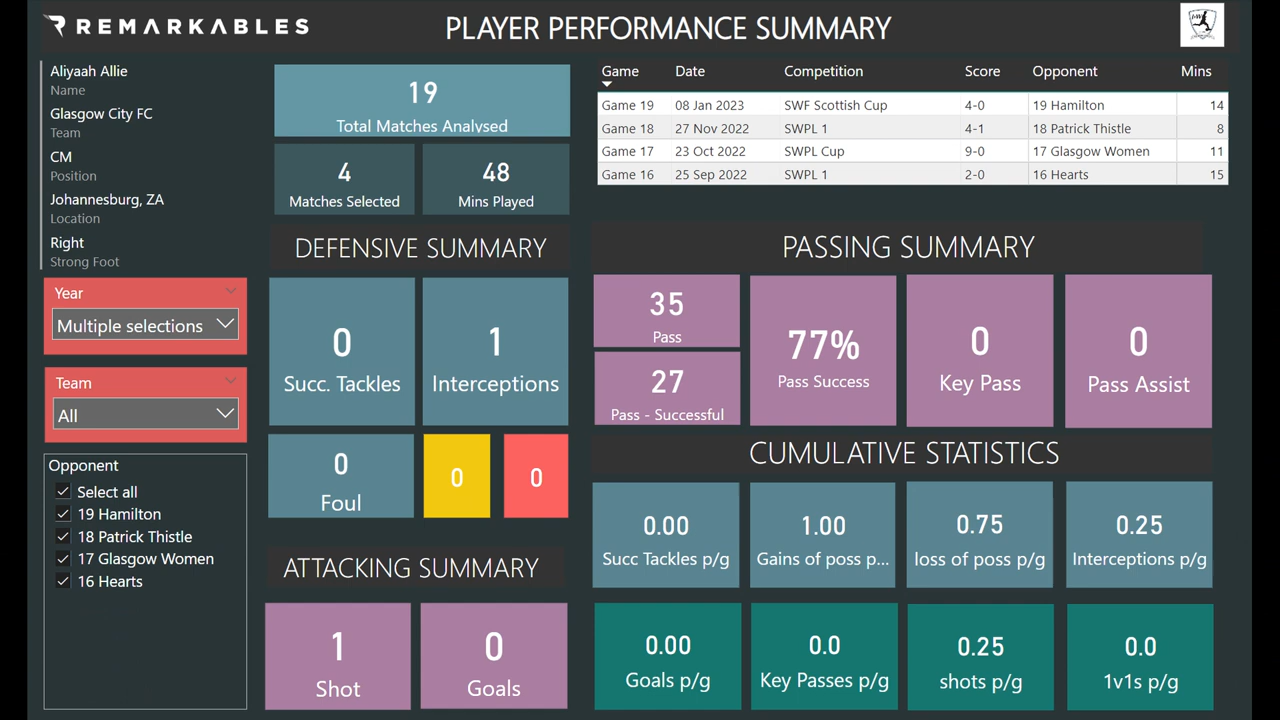 REMARKABLES
PLAYER PERFORMANCE SUMMARY
Aliyaah Allie
Name
Glasgow City FC
Team
CM
Position
Johannesburg, ZA
Location
Right
Strong Foot
19
Total Matches Analysed
4
Matches Selected
48
Mins Played
Game Date Competition Score Opponent Mins
Game 19 08 Jan 2023 SWF Scottish Cup 4-0 19 Hamilton 14
Game 18 27 Nov 2022 SWPL 1 4-1 18 Patrick Thistle 8
Game 17 23 Oct 2022 SWPL Cup 9-0 17 Glasgow Women 11
Game 16 25 Sep 2022 SWPL 1 2-0 16 Hearts 15
Year
Multiple selections
Team
All
Opponent
Select all
19 Hamilton
18 Patrick Thistle
17 Glasgow Women
16 Hearts
DEFENSIVE SUMMARY
0
Succ. Tackles
1
Interceptions
0
Foul
0
0
ATTACKING SUMMARY
1
Shot
0
Goals
PASSING SUMMARY
35
Pass
27
Pass - Successful
77%
Pass Success
0
Key Pass
0
Pass Assist
CUMULATIVE STATISTICS
0.00
Succ Tackles p/g
1.00
Gains of poss p...
0.75
loss of poss p/g
0.25
Interceptions p/g
0.00
Goals p/g
0.0
Key Passes p/g
0.25
shots p/g
0.0
1v1s p/g